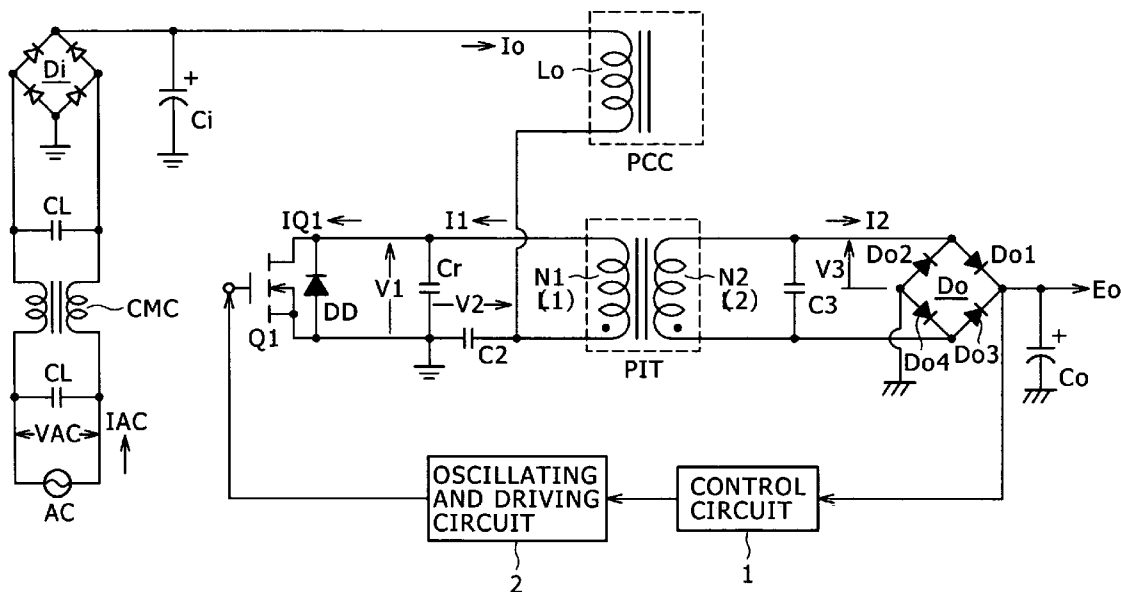 Di
Ci
+
Io
Lo
PCC
CL
CMC
CL
VAC
IAC
AC
IQ1
I1
I2
V1
Cr
V2
DD
Q1
C2
N1
(L1)
N2
(L2)
PIT
C3
V3
Do2
Do1
Do
Do4
Do3
Eo
+
Co
OSCILLATING
AND DRIVING
CIRCUIT
2
CONTROL
CIRCUIT
1